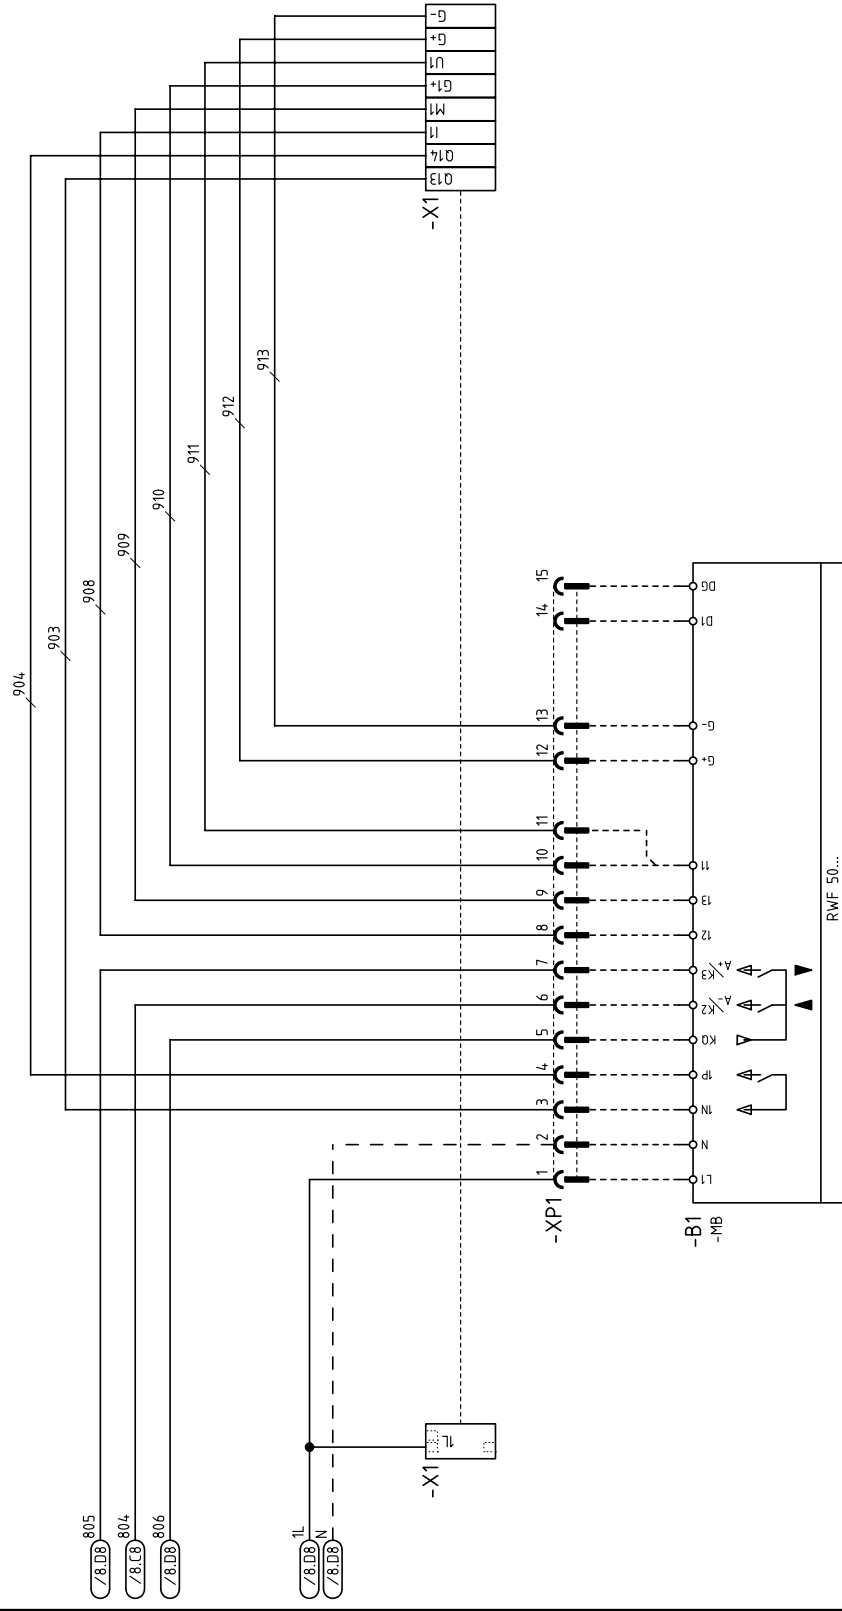 G-
G+
U1
G1+
M1
I1
Q14
Q13
-X1
913
912
911
910
909
908
903
904
15
14
13
12
11
10
9
8
7
6
5
4
3
2
1
-XP1
DG
D1
G-
G+
11
13
12
K3/A+
K2/A-
KQ
1P
1N
N
L1
RWF 50...
-B1
-MB
1L
-X1
805
/8.D8
804
/8.C8
806
/8.D8
1L
/8.D8
N
/8.D8